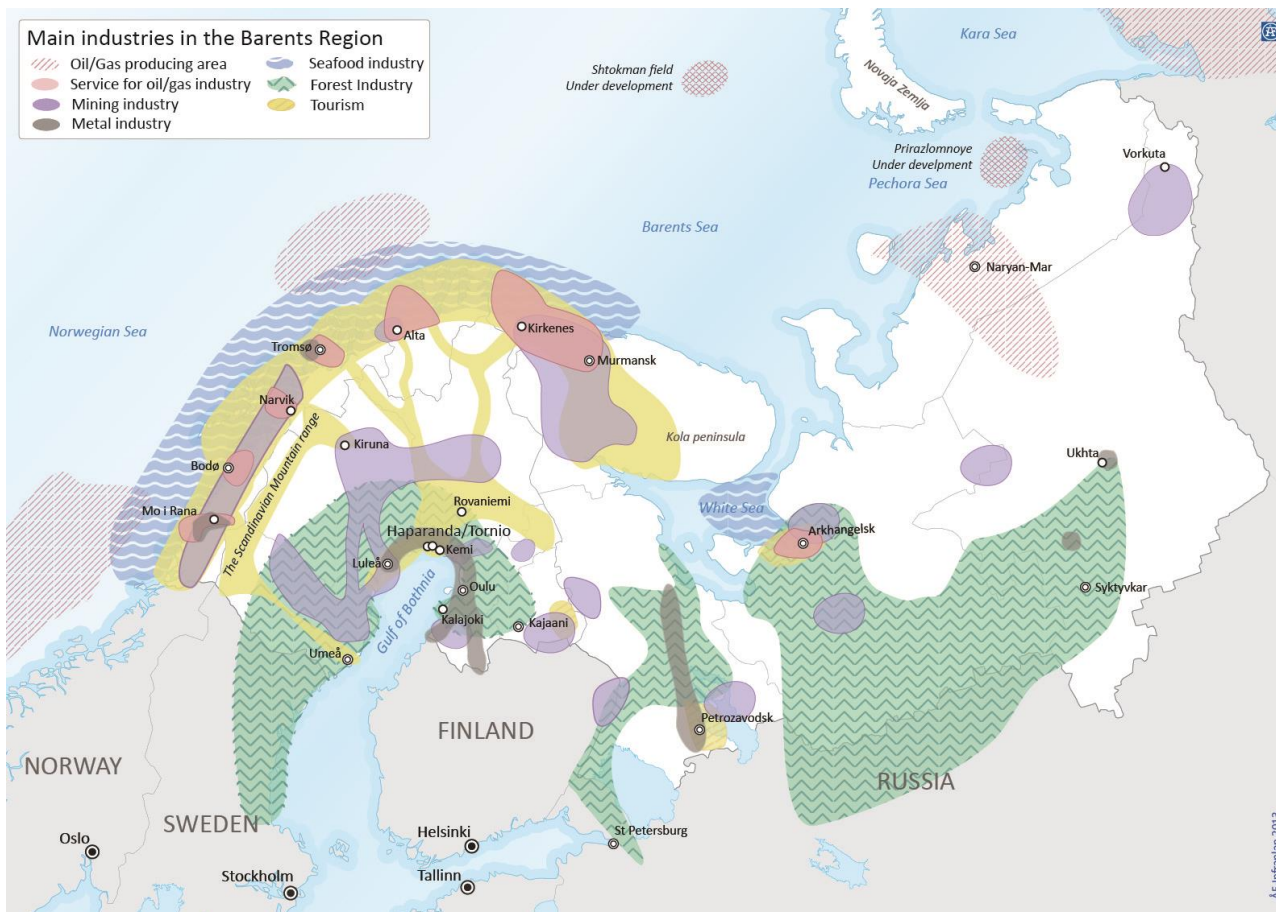 Main industries in the Barents Region
Oil/Gas producing area
Service for oil/gas industry
Mining industry
Metal industry
Seafood industry
Forest Industry
Tourism
Kara Sea
Shtokman field
Under development
Novaja Zemlja
Prirazlomnoye
Under develpment
Pechora Sea
Vorkuta
Barents Sea
Naryan-Mar
Norwegian Sea
Alta
Kirkenes
Tromsø
Murmansk
Narvik
Kola peninsula
Kiruna
Bodø
Ukhta
The Scandinavian Mountain range
Mo i Rana
Rovaniemi
White Sea
Haparanda/Tornio
Arkhangelsk
Kemi
Luleå
Oulu
Syktyvkar
Gulf of Bothnia
Kalajoki
Kajaani
Umeå
Petrozavodsk
FINLAND
NORWAY
RUSSIA
SWEDEN
St Petersburg
Oslo
Helsinki
Stockholm
Tallinn
ÅF Infraplan 2013